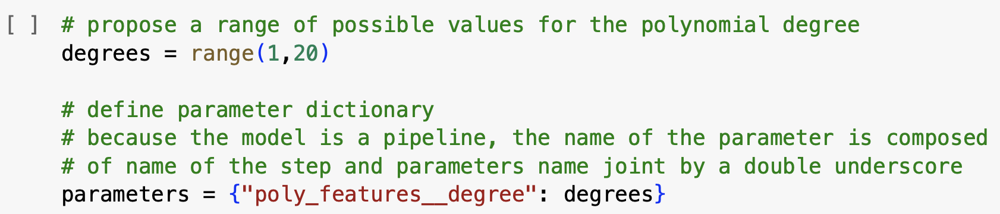 [ ] # propose a range of possible values for the polynomial degree
degrees = range(1,20)
# define parameter dictionary
# because the model is a pipeline, the name of the parameter is composed
# of name of the step and parameters name joint by a double underscore
parameters = {"poly_features__degree": degrees}